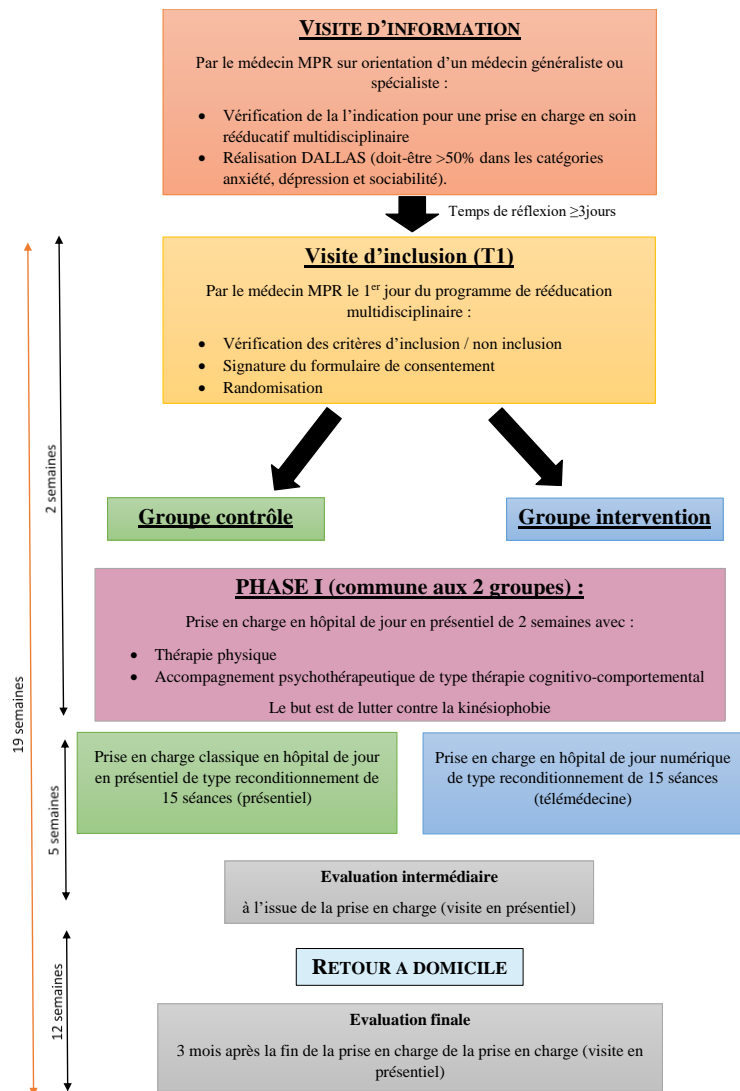 VISITE D'INFORMATION
Par le médecin MPR sur orientation d'un médecin généraliste ou
spécialiste :
• Vérification de la l'indication pour une prise en charge en soin
rééducatif multidisciplinaire
• Réalisation DALLAS (doit-être >50% dans les catégories
anxiété, dépression et sociabilité).
Temps de réflexion ≥3jours
Visite d'inclusion (T1)
Par le médecin MPR le 1er jour du programme de rééducation
multidisciplinaire :
• Vérification des critères d'inclusion / non inclusion
• Signature du formulaire de consentement
• Randomisation
Groupe contrôle
Groupe intervention
PHASE I (commune aux 2 groupes) :
Prise en charge en hôpital de jour en présentiel de 2 semaines avec :
• Thérapie physique
• Accompagnement psychothérapeutique de type thérapie cognitivo-comportemental
Le but est de lutter contre la kinésiophobie
Prise en charge classique en hôpital de jour
en présentiel de type reconditionnement de
15 séances (présentiel)
Prise en charge en hôpital de jour numérique
de type reconditionnement de 15 séances
(télémédecine)
Evaluation intermédiaire
à l'issue de la prise en charge (visite en présentiel)
RETOUR A DOMICILE
Evaluation finale
3 mois après la fin de la prise en charge de la prise en charge (visite en
présentiel)
19 semaines
2 semaines
5 semaines
12 semaines